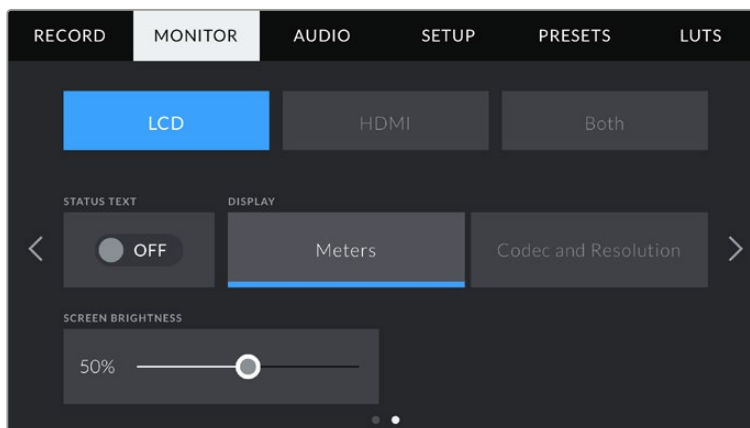 RECORD MONITOR AUDIO SETUP PRESETS LUTS
LCD HDMI Both
STATUS TEXT DISPLAY
OFF Meters Codec and Resolution
SCREEN BRIGHTNESS
50%